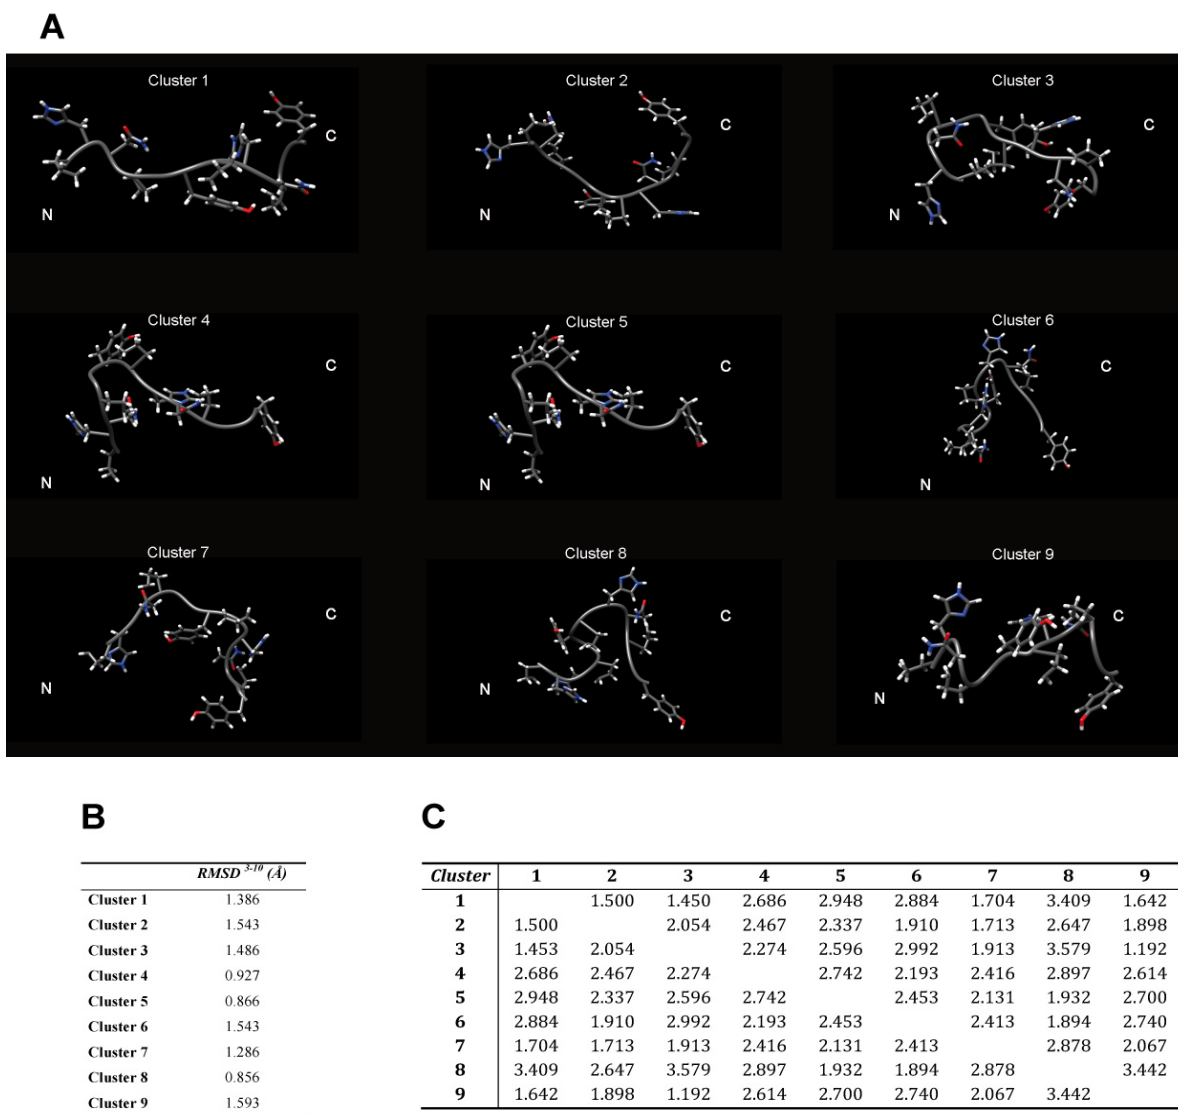 A
Cluster 1
Cluster 2
Cluster 3
N
C
N
C
N
C
Cluster 4
Cluster 5
Cluster 6
N
C
N
C
N
C
Cluster 7
Cluster 8
Cluster 9
N
C
N
C
N
C
B
RMSD 3-10 (Å)
Cluster 1 1.386
Cluster 2 1.543
Cluster 3 1.486
Cluster 4 0.927
Cluster 5 0.866
Cluster 6 1.543
Cluster 7 1.286
Cluster 8 0.856
Cluster 9 1.593
C
Cluster 1 2 3 4 5 6 7 8 9
1 1.500 1.450 2.686 2.948 2.884 1.704 3.409 1.642
2 1.500 2.054 2.467 2.337 1.910 1.713 2.647 1.898
3 1.453 2.054 2.274 2.596 2.992 1.913 3.579 1.192
4 2.686 2.467 2.274 2.742 2.193 2.416 2.897 2.614
5 2.948 2.337 2.596 2.742 2.453 2.131 1.932 2.700
6 2.884 1.910 2.992 2.193 2.453 2.413 1.894 2.740
7 1.704 1.713 1.913 2.416 2.131 2.413 2.878 2.067
8 3.409 2.647 3.579 2.897 1.932 1.894 2.878 3.442
9 1.642 1.898 1.192 2.614 2.700 2.740 2.067 3.442